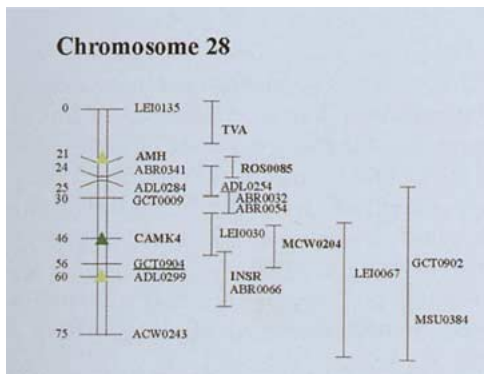 Chromosome 28
0 LEI0135
TVA
21 AMH
24 ABR0341
ROS0085
25 ADL0284
ADL0254
30 GCT0009
ABR0032
ABR0054
46 CAMK4
LEI0030
MCW0204
56 GCT0904
60 ADL0299
INSR
ABR0066
LEI0067
GCT0902
MSU0384
75 ACW0243